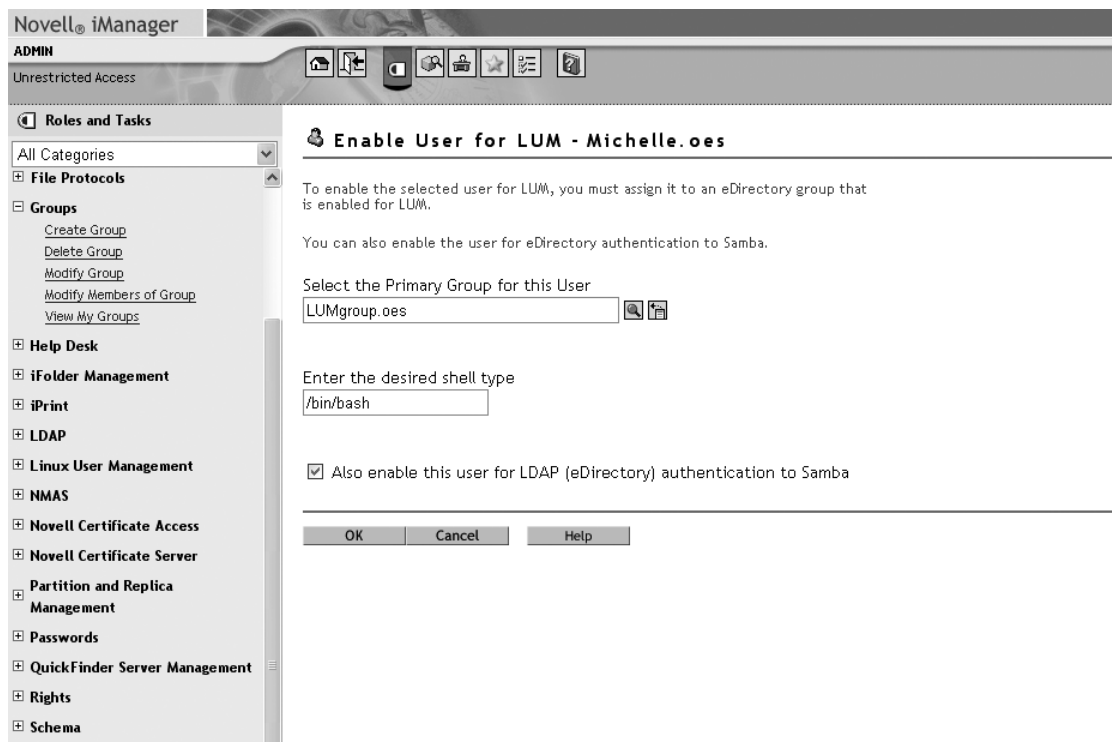 Novell® iManager
ADMIN
Unrestricted Access
Roles and Tasks
All Categories
File Protocols
Groups
Create Group
Delete Group
Modify Group
Modify Members of Group
View My Groups
Help Desk
iFolder Management
iPrint
LDAP
Linux User Management
NMAS
Novell Certificate Access
Novell Certificate Server
Partition and Replica
Management
Passwords
QuickFinder Server Management
Rights
Schema
Enable User for LUM - Michelle.oes
To enable the selected user for LUM, you must assign it to an eDirectory group that
is enabled for LUM.
You can also enable the user for eDirectory authentication to Samba.
Select the Primary Group for this User
LUMgroup.oes
Enter the desired shell type
/bin/bash
Also enable this user for LDAP (eDirectory) authentication to Samba
OK
Cancel
Help